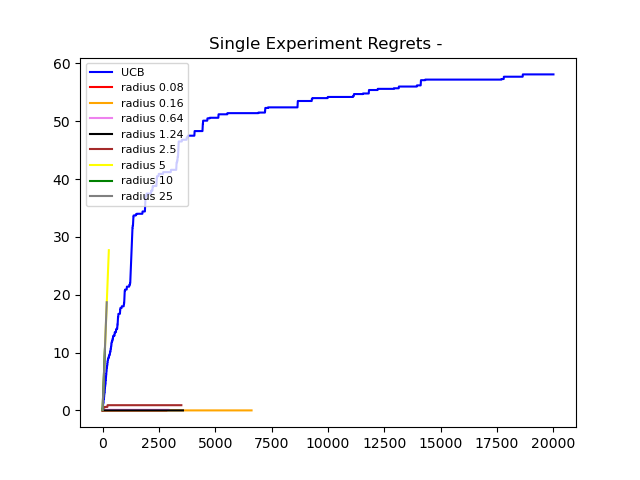 Single Experiment Regrets -
60
50
40
30
20
10
0
UCB
radius 0.08
radius 0.16
radius 0.64
radius 1.24
radius 2.5
radius 5
radius 10
radius 25
0 2500 5000 7500 10000 12500 15000 17500 20000